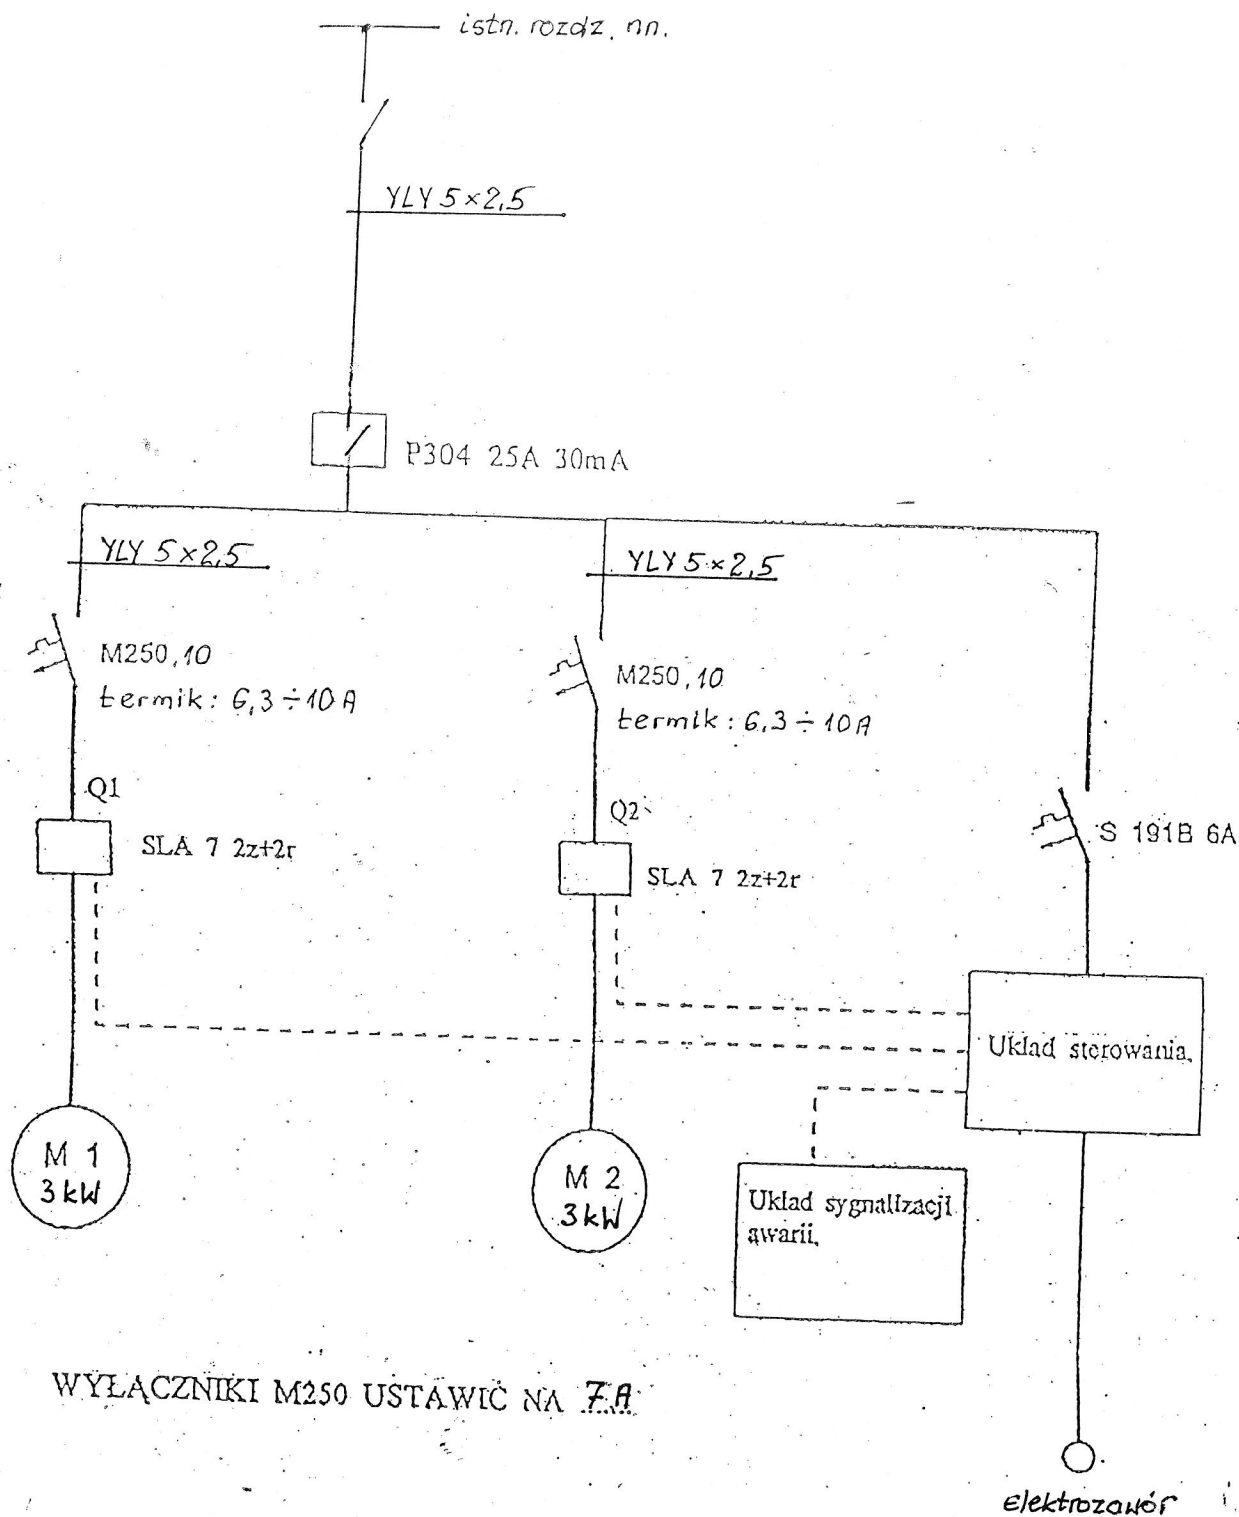 istn. rozdz. nn.
YLY 5×2,5
P304 25A 30mA
YLY 5×2,5
YLY 5×2,5
M250,10
termik: 6,3÷10A
M250,10
termik: 6,3÷10A
Q1
Q2
S 191B 6A
SLA 7 2z+2r
SLA 7 2z+2r
Układ sterowania.
M 1
3kW
M 2
3kW
Układ sygnalizacji
awarii.
WYŁĄCZNIKI M250 USTAWIĆ NA 7A
elektrozawór